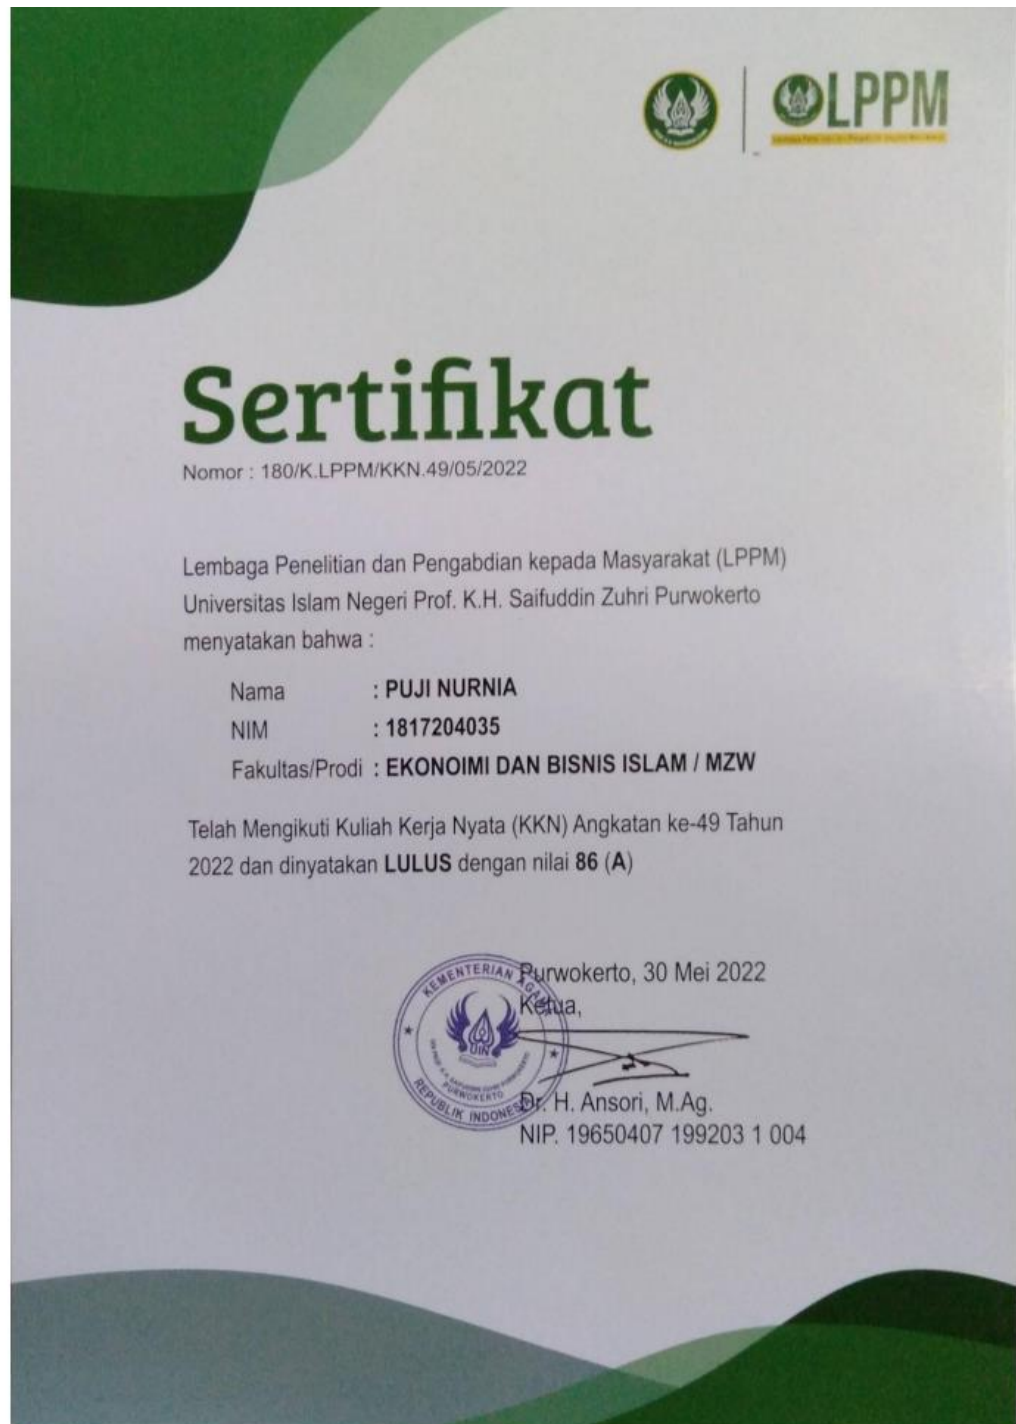 LPPM
Sertifikat
Nomor : 180/K.LPPM/KKN.49/05/2022
Lembaga Penelitian dan Pengabdian kepada Masyarakat (LPPM)
Universitas Islam Negeri Prof. K.H. Saifuddin Zuhri Purwokerto
menyatakan bahwa :
Nama : PUJI NURNIA
NIM : 1817204035
Fakultas/Prodi : EKONOIMI DAN BISNIS ISLAM / MZW
Telah Mengikuti Kuliah Kerja Nyata (KKN) Angkatan ke-49 Tahun
2022 dan dinyatakan LULUS dengan nilai 86 (A)
Purwokerto, 30 Mei 2022
Ketua,
KEMENTERIAN AGAMA
UIN
PURWOKERTO
REPUBLIK INDONESIA
Dr. H. Ansori, M.Ag.
NIP. 19650407 199203 1 004